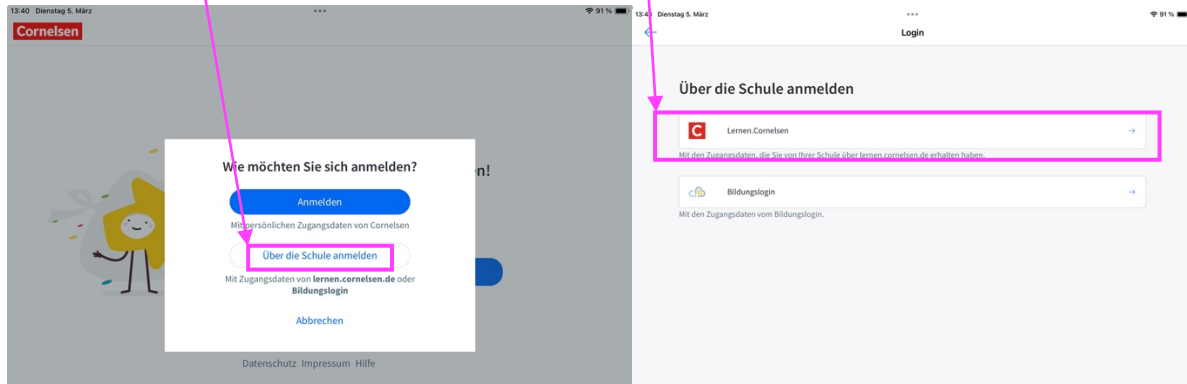 13:40 Dienstag 5. März
91 %
Cornelsen
n!
Wie möchten Sie sich anmelden?
Anmelden
Mit persönlichen Zugangsdaten von Cornelsen
Über die Schule anmelden
Mit Zugangsdaten von lernen.cornelsen.de oder
Bildungslogin
Abbrechen
Datenschutz Impressum Hilfe
13:40 Dienstag 5. März
91 %
Login
Über die Schule anmelden
C Lernen.Cornelsen
Mit den Zugangsdaten, die Sie von Ihrer Schule über lernen.cornelsen.de erhalten haben.
Bildungslogin
Mit den Zugangsdaten vom Bildungslogin.